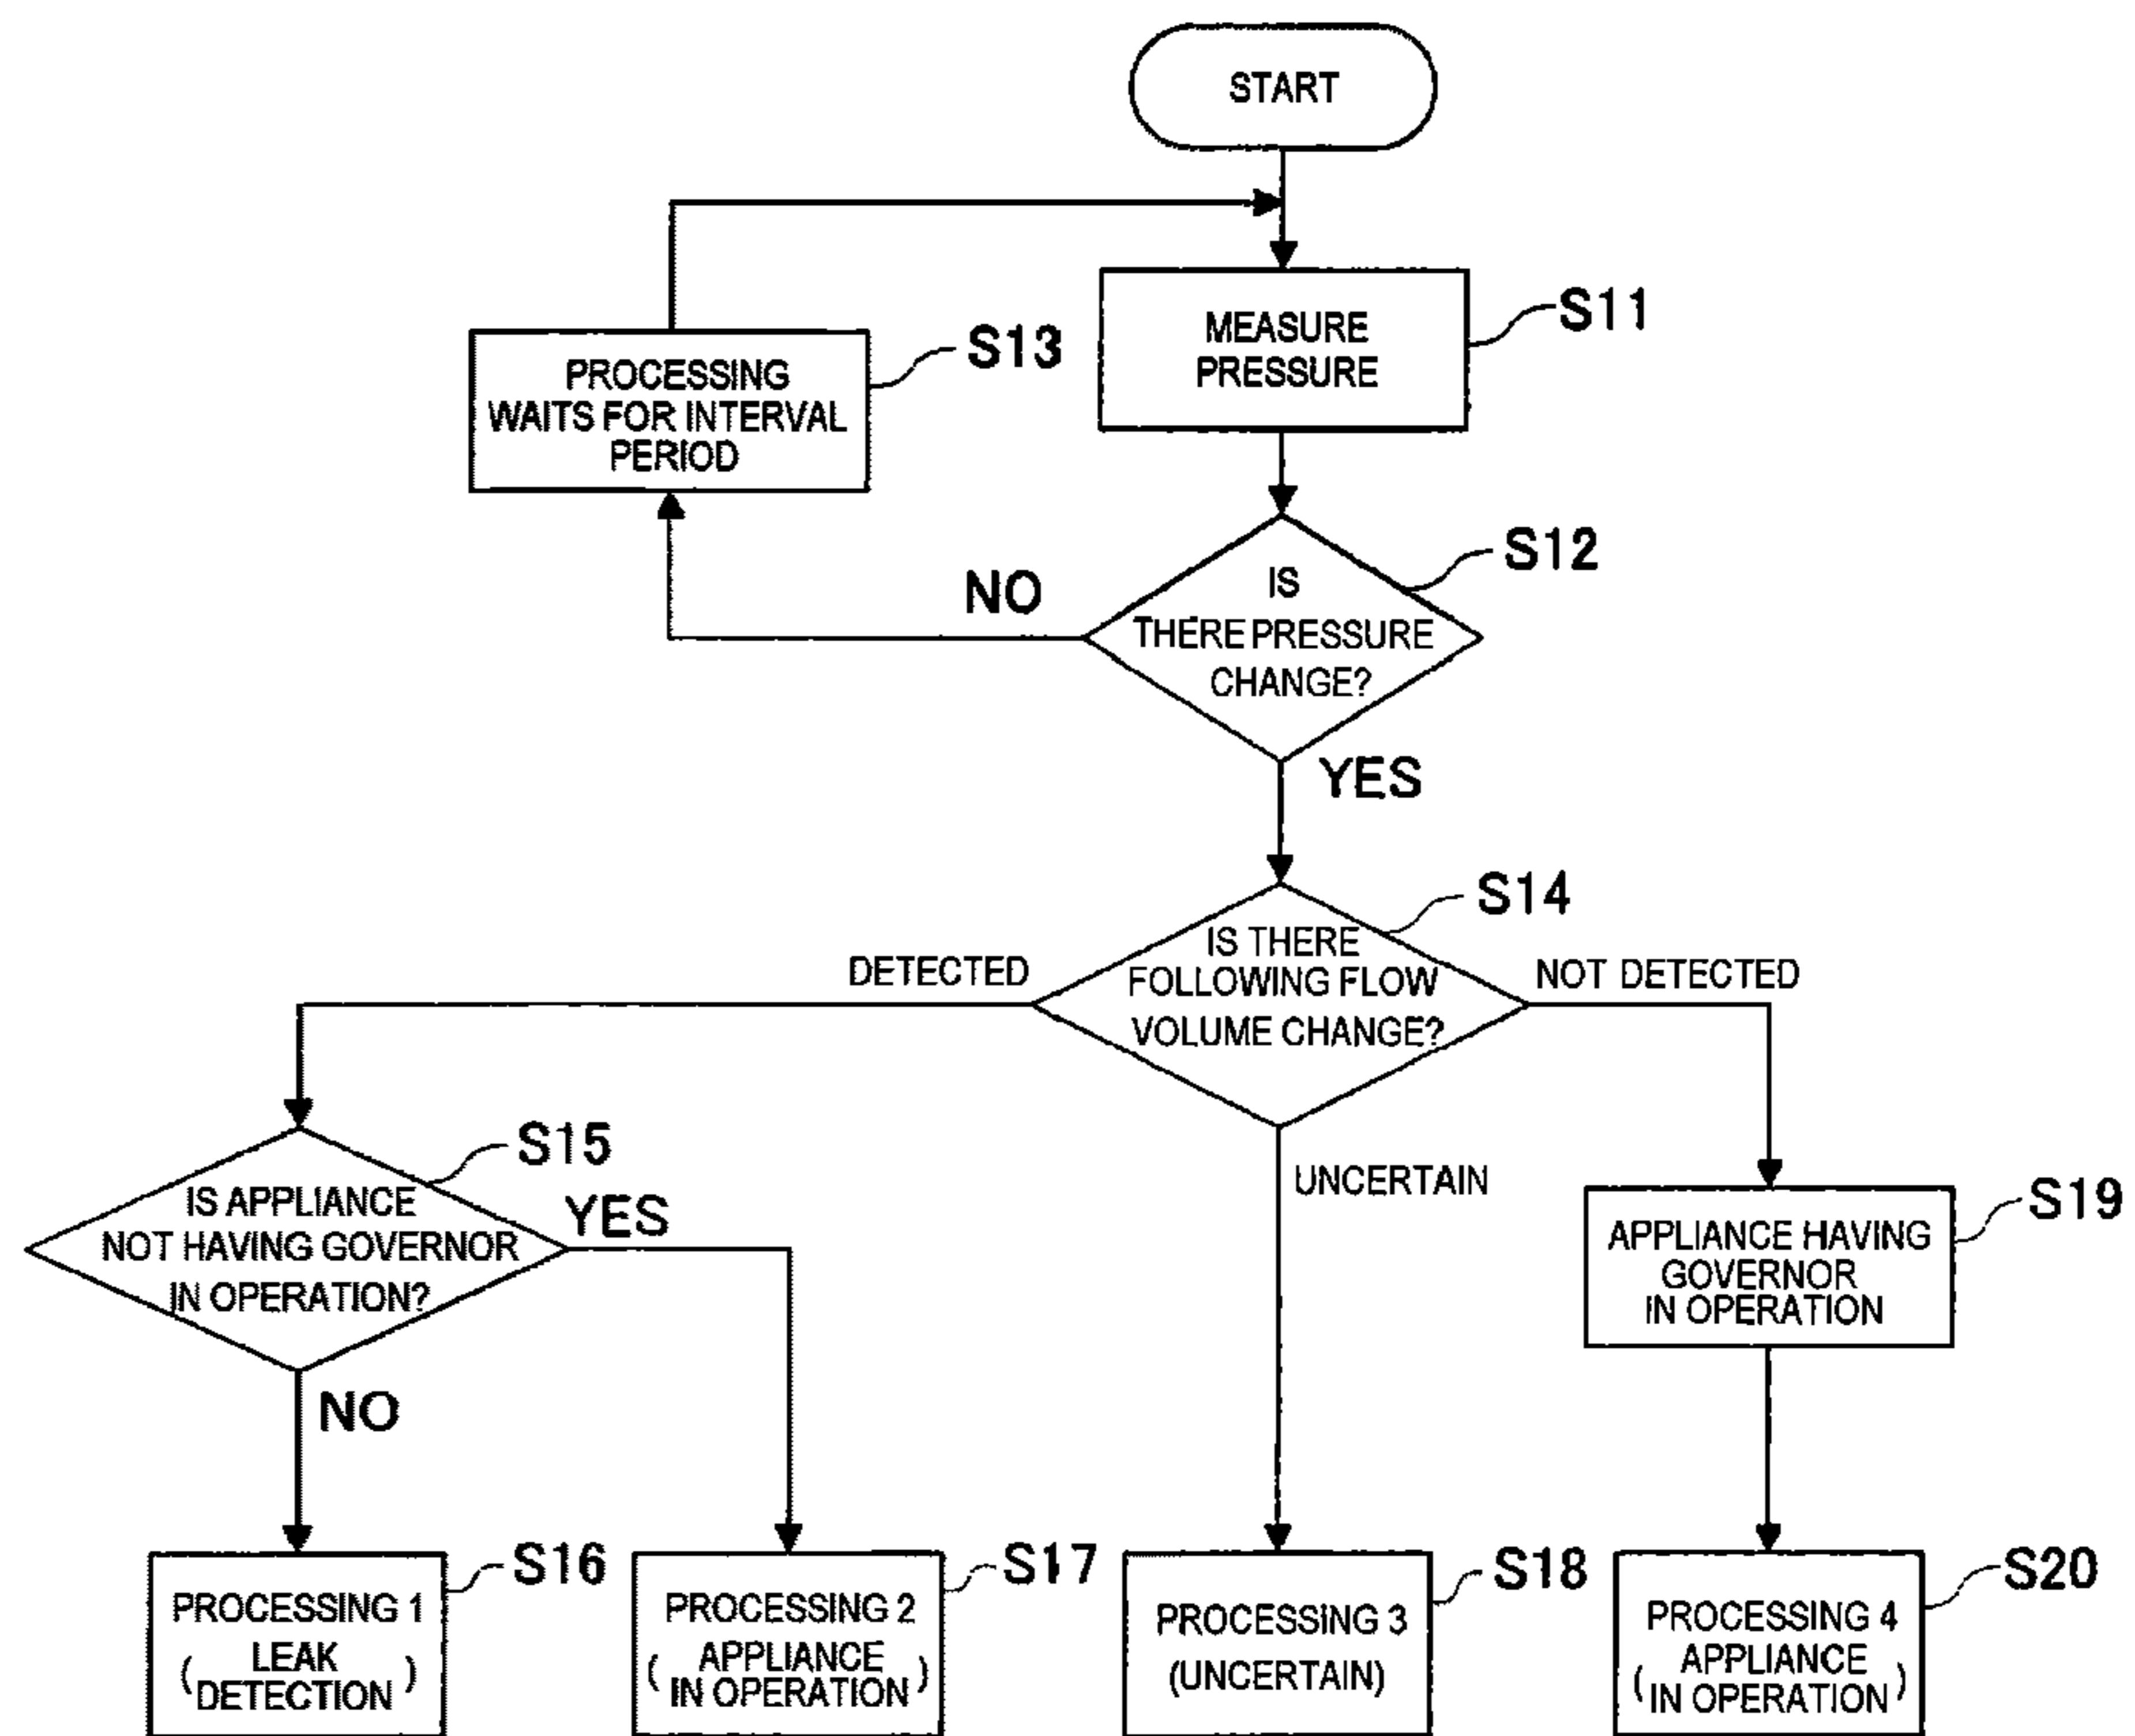 START
MEASURE
PRESSURE
S11
PROCESSING
WAITS FOR INTERVAL
PERIOD
S13
IS
THERE PRESSURE
CHANGE?
S12
NO
YES
IS THERE
FOLLOWING FLOW
VOLUME CHANGE?
S14
DETECTED
NOT DETECTED
UNCERTAIN
IS APPLIANCE
NOT HAVING GOVERNOR
IN OPERATION?
S15
YES
NO
APPLIANCE HAVING
GOVERNOR
IN OPERATION
S19
PROCESSING 1
(LEAK
DETECTION)
S16
PROCESSING 2
(APPLIANCE
IN OPERATION)
S17
PROCESSING 3
(UNCERTAIN)
S18
PROCESSING 4
(APPLIANCE
IN OPERATION)
S20